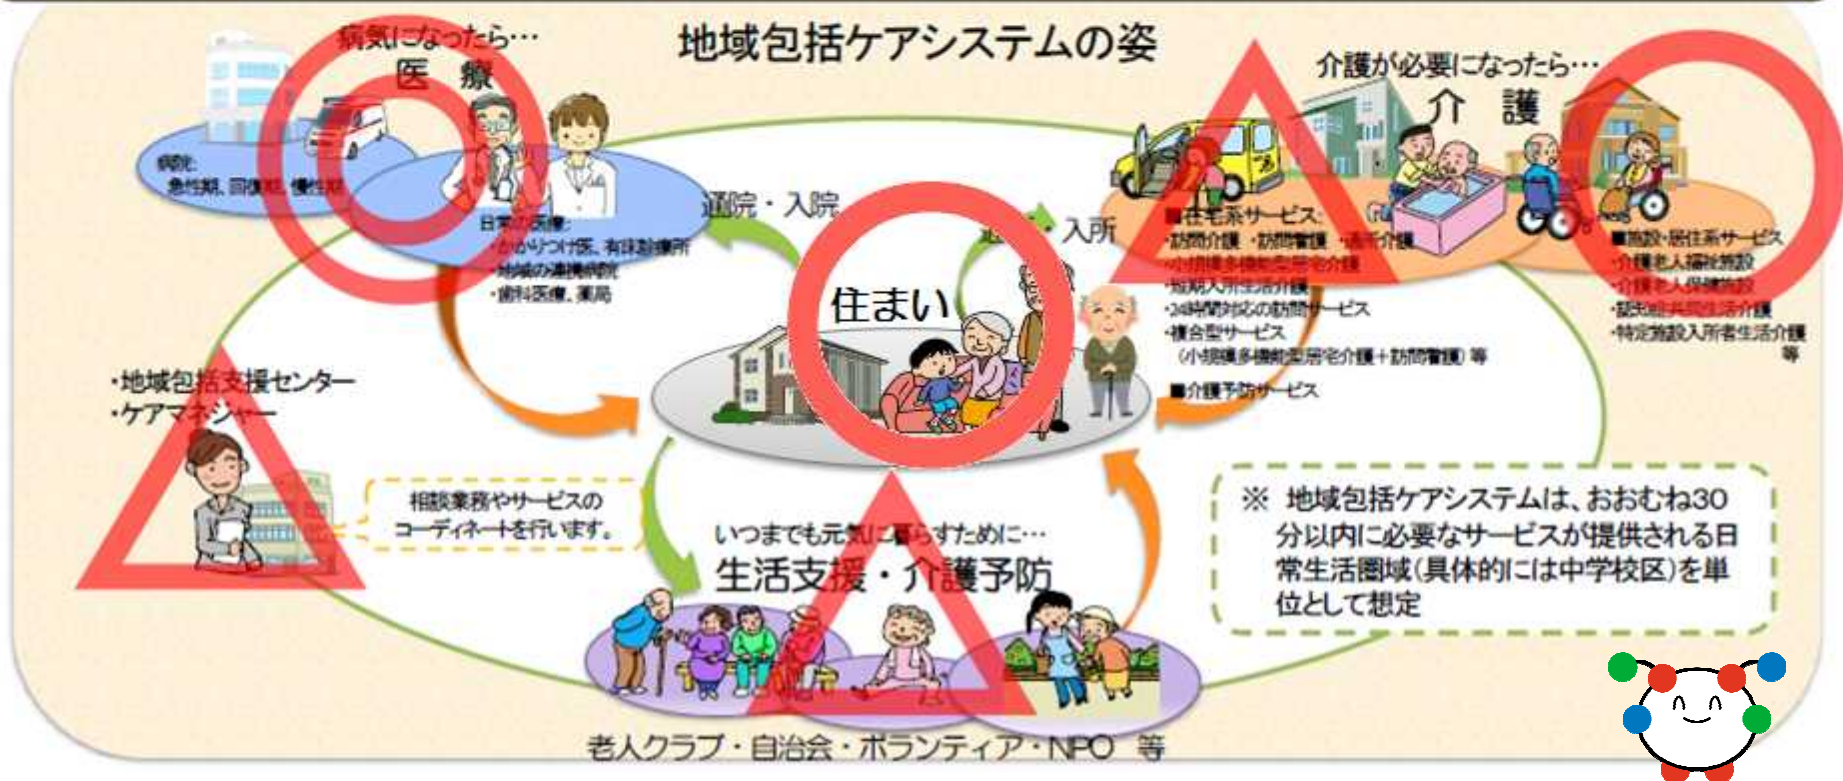 地域包括ケアシステムの姿
病気になったら…
医 療
病院:
急性期、回復期、慢性期
日常の医療:
・かかりつけ医、有床診療所
・地域の連携病院
・歯科医療、薬局
通院・入院
介護が必要になったら…
介 護
入所
■在宅系サービス:
・訪問介護 ・訪問看護 ・通所介護
・小規模多機能型居宅介護
・短期入所生活介護
・24時間対応の訪問サービス
・複合型サービス
（小規模多機能型居宅介護＋訪問看護）等
■介護予防サービス
■施設・居住系サービス
・介護老人福祉施設
・介護老人保健施設
・認知症共同生活介護
・特定施設入所者生活介護
等
住まい
・地域包括支援センター
・ケアマネジャー
相談業務やサービスの
コーディネートを行います。
いつまでも元気に暮らすために…
生活支援・介護予防
老人クラブ・自治会・ボランティア・NPO 等
※ 地域包括ケアシステムは、おおむね30
分以内に必要なサービスが提供される日
常生活圏域（具体的には中学校区）を単
位として想定